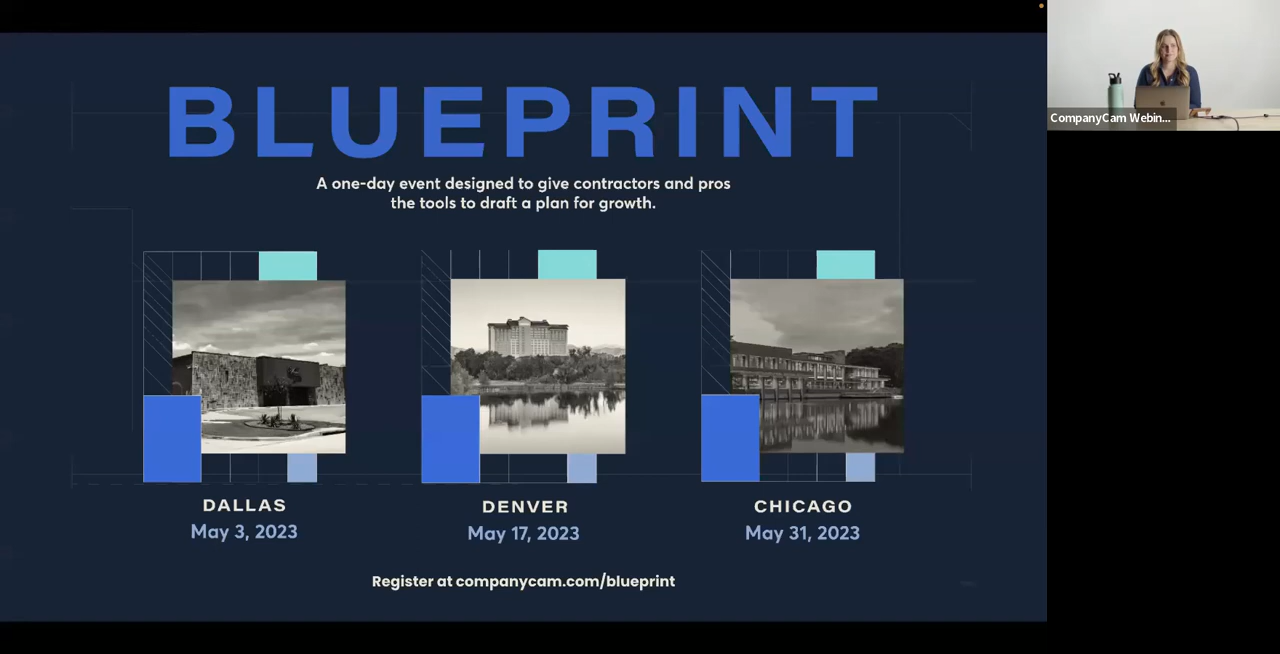 BLUEPRINT
A one-day event designed to give contractors and pros
the tools to draft a plan for growth.
DALLAS
May 3, 2023
DENVER
May 17, 2023
CHICAGO
May 31, 2023
Register at companycam.com/blueprint
CompanyCam Webin...